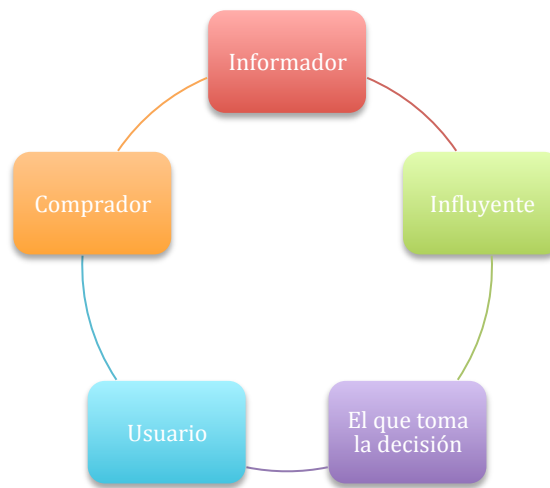 Informador
Comprador
Influyente
Usuario
El que toma
la decisión